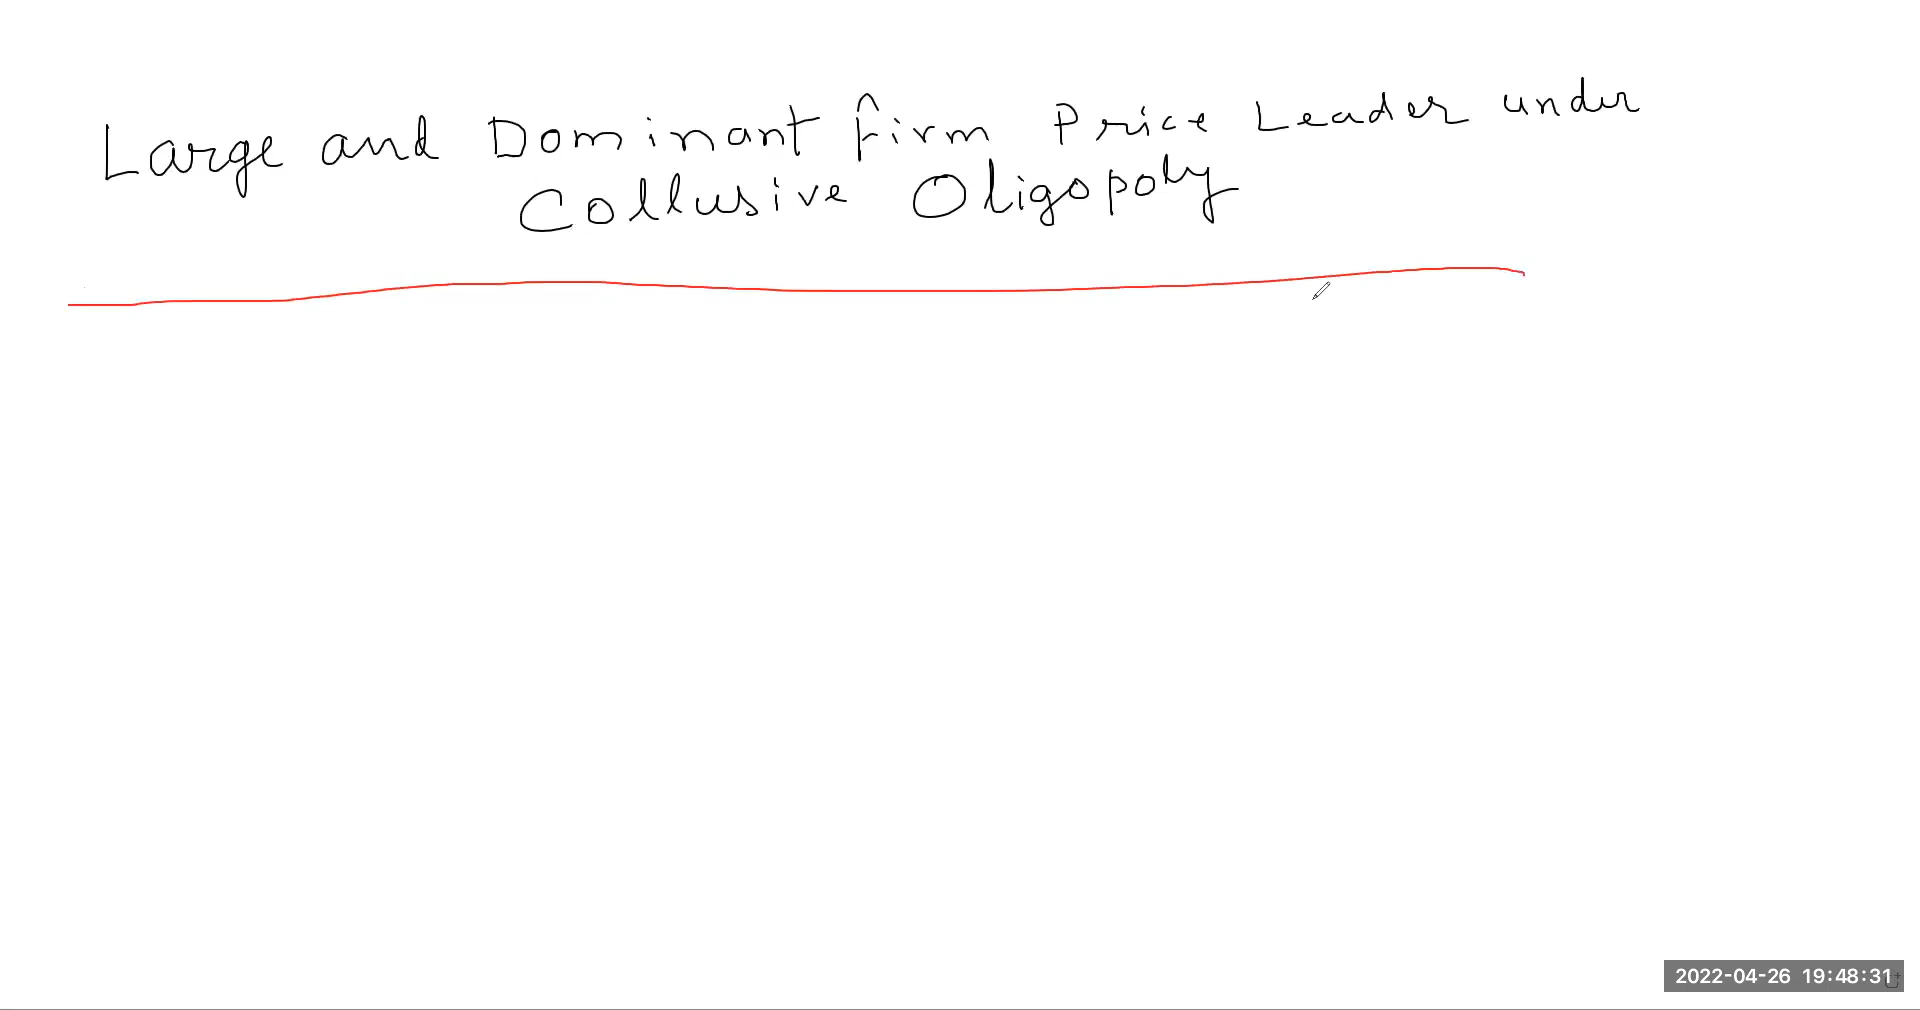 Large and Dominant firm Price Leader under
Collusive Oligopoly
2022-04-26 19:48:31